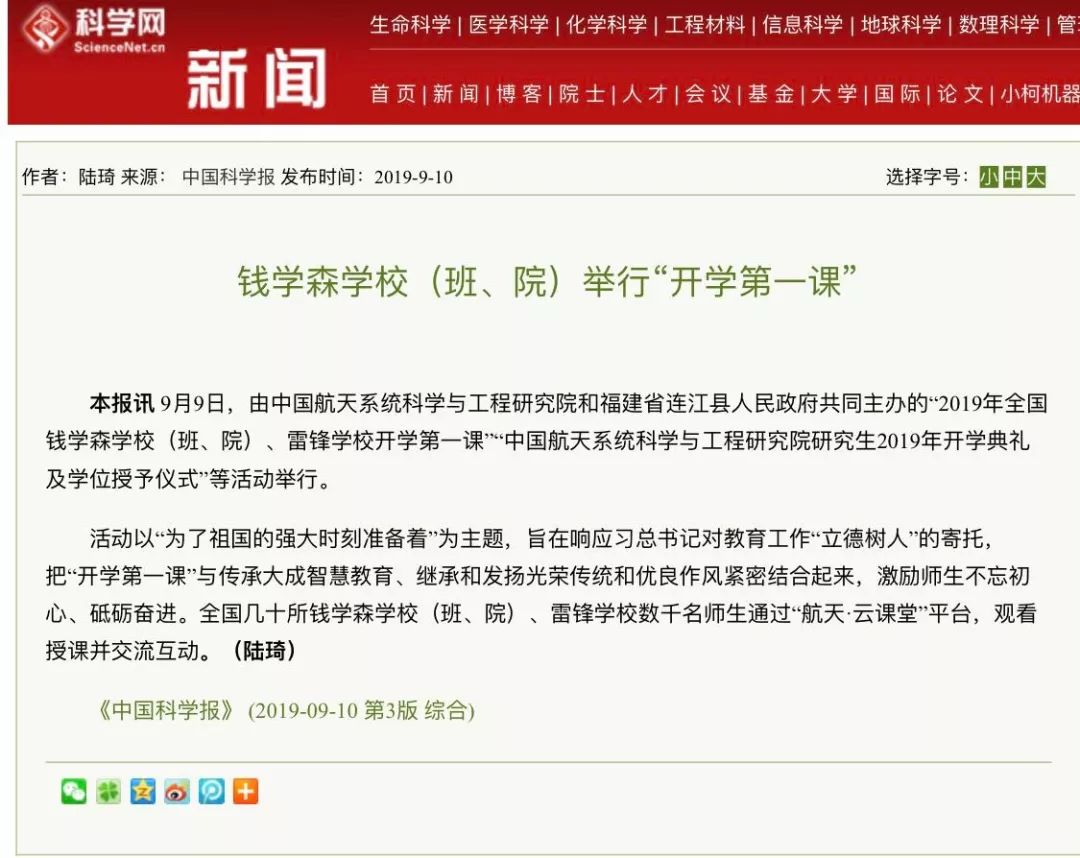 科学网
ScienceNet.cn
新闻
生命科学 | 医学科学 | 化学科学 | 工程材料 | 信息科学 | 地球科学 | 数理科学 | 管
首 页 | 新 闻 | 博 客 | 院 士 | 人 才 | 会 议 | 基 金 | 大 学 | 国 际 | 论 文 | 小柯机器
作者：陆琦 来源： 中国科学报 发布时间：2019-9-10
选择字号：小 中 大
钱学森学校（班、院）举行“开学第一课”
本报讯 9月9日，由中国航天系统科学与工程研究院和福建省连江县人民政府共同主办的“2019年全国
钱学森学校（班、院）、雷锋学校开学第一课”“中国航天系统科学与工程研究院研究生2019年开学典礼
及学位授予仪式”等活动举行。
活动以“为了祖国的强大时刻准备着”为主题，旨在响应习总书记对教育工作“立德树人”的寄托，
把“开学第一课”与传承大成智慧教育、继承和发扬光荣传统和优良作风紧密结合起来，激励师生不忘初
心、砥砺奋进。全国几十所钱学森学校（班、院）、雷锋学校数千名师生通过“航天·云课堂”平台，观看
授课并交流互动。（陆琦）
《中国科学报》 (2019-09-10 第3版 综合)